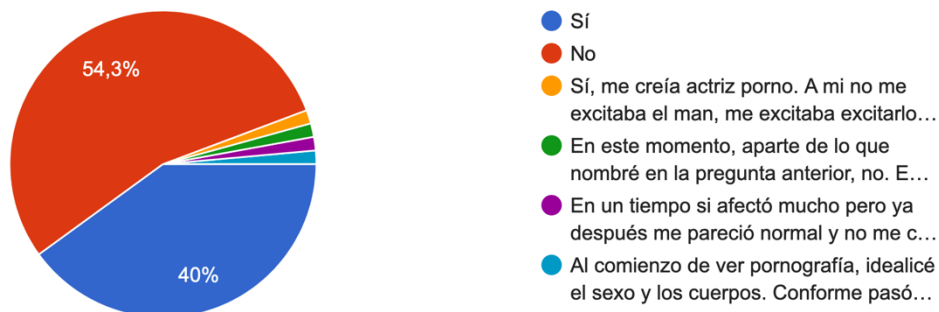 54,3%
40%
Sí
No
Sí, me creía actriz porno. A mi no me
excitaba el man, me excitaba excitarlo…
En este momento, aparte de lo que
nombré en la pregunta anterior, no. E…
En un tiempo si afectó mucho pero ya
después me pareció normal y no me c…
Al comienzo de ver pornografía, idealicé
el sexo y los cuerpos. Conforme pasó…